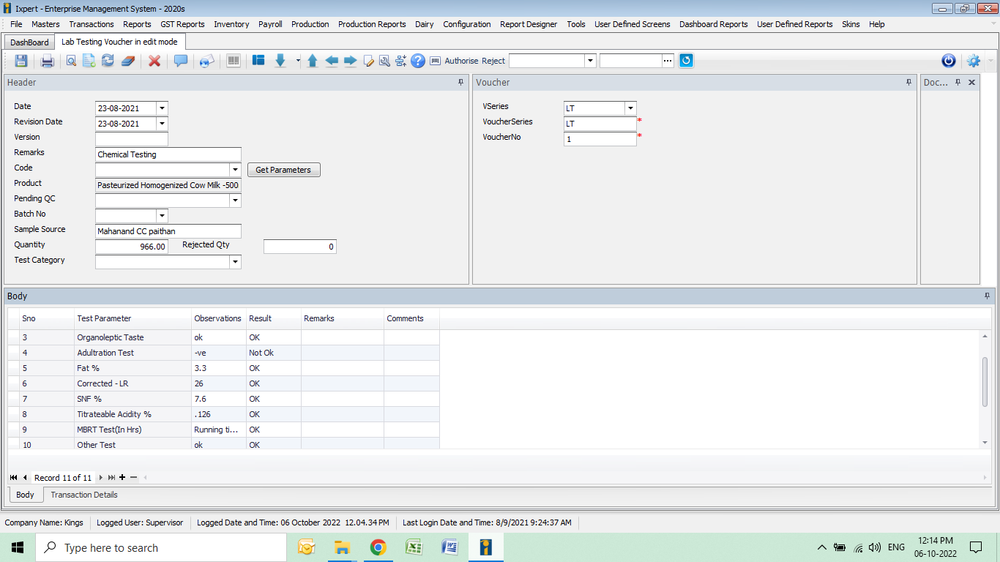 Ixpert - Enterprise Management System - 2020s
File Masters Transactions Reports GST Reports Inventory Payroll Production Production Reports Dairy Configuration Report Designer Tools User Defined Screens Dashboard Reports User Defined Reports Skins Help
DashBoard Lab Testing Voucher in edit mode
Authorise Reject
Header
Date 23-08-2021
Revision Date 23-08-2021
Version
Remarks Chemical Testing
Code Get Parameters
Product Pasteurized Homogenized Cow Milk -500
Pending QC
Batch No
Sample Source Mahanand CC paithan
Quantity 966.00 Rejected Qty 0
Test Category
Voucher
VSeries LT
VoucherSeries LT *
VoucherNo 1 *
Doc...
Body
Sno Test Parameter Observations Result Remarks Comments
3 Organoleptic Taste ok OK
4 Adultration Test -ve Not Ok
5 Fat % 3.3 OK
6 Corrected - LR 26 OK
7 SNF % 7.6 OK
8 Titrateable Acidity % .126 OK
9 MBRT Test(In Hrs) Running ti... OK
10 Other Test ok OK
Record 11 of 11
Body Transaction Details
Company Name: Kings Logged User: Supervisor Logged Date and Time: 06 October 2022 12.04.34 PM Last Login Date and Time: 8/9/2021 9:24:37 AM
Type here to search
ENG
12:14 PM
06-10-2022